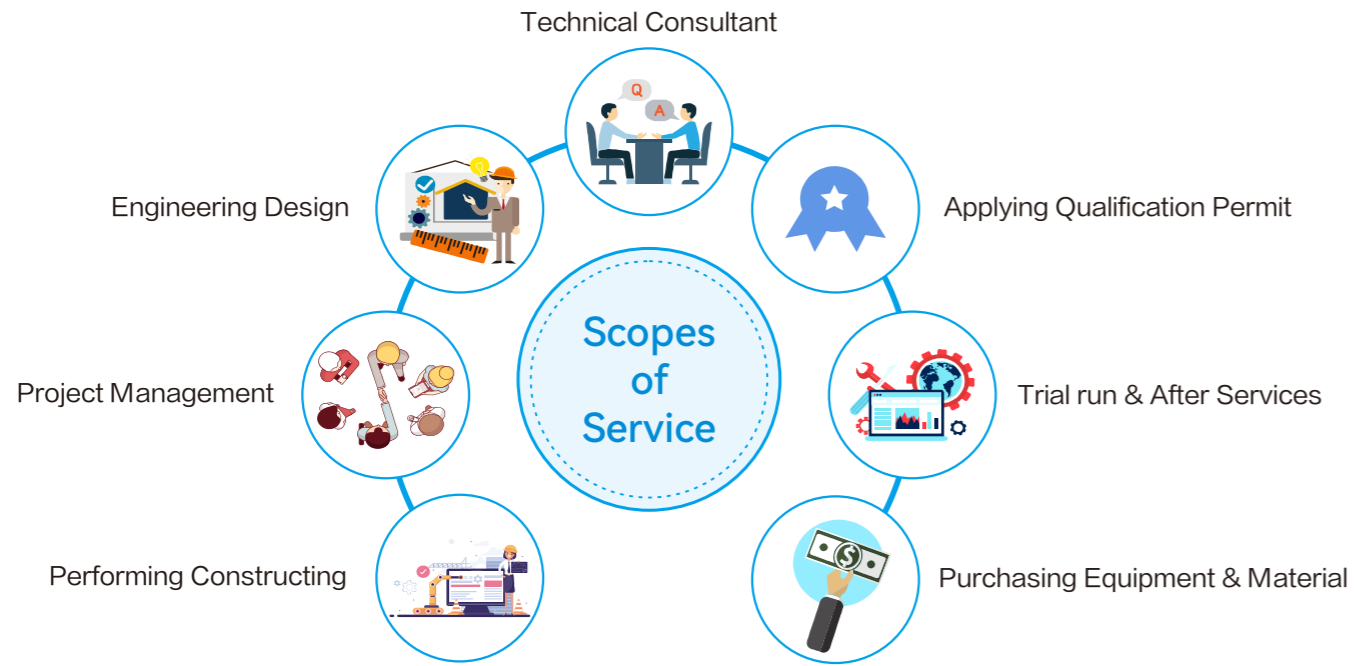 Technical Consultant
Q
A
Engineering Design
Applying Qualification Permit
Scopes
of
Service
Project Management
Trial run & After Services
Performing Constructing
$
Purchasing Equipment & Material